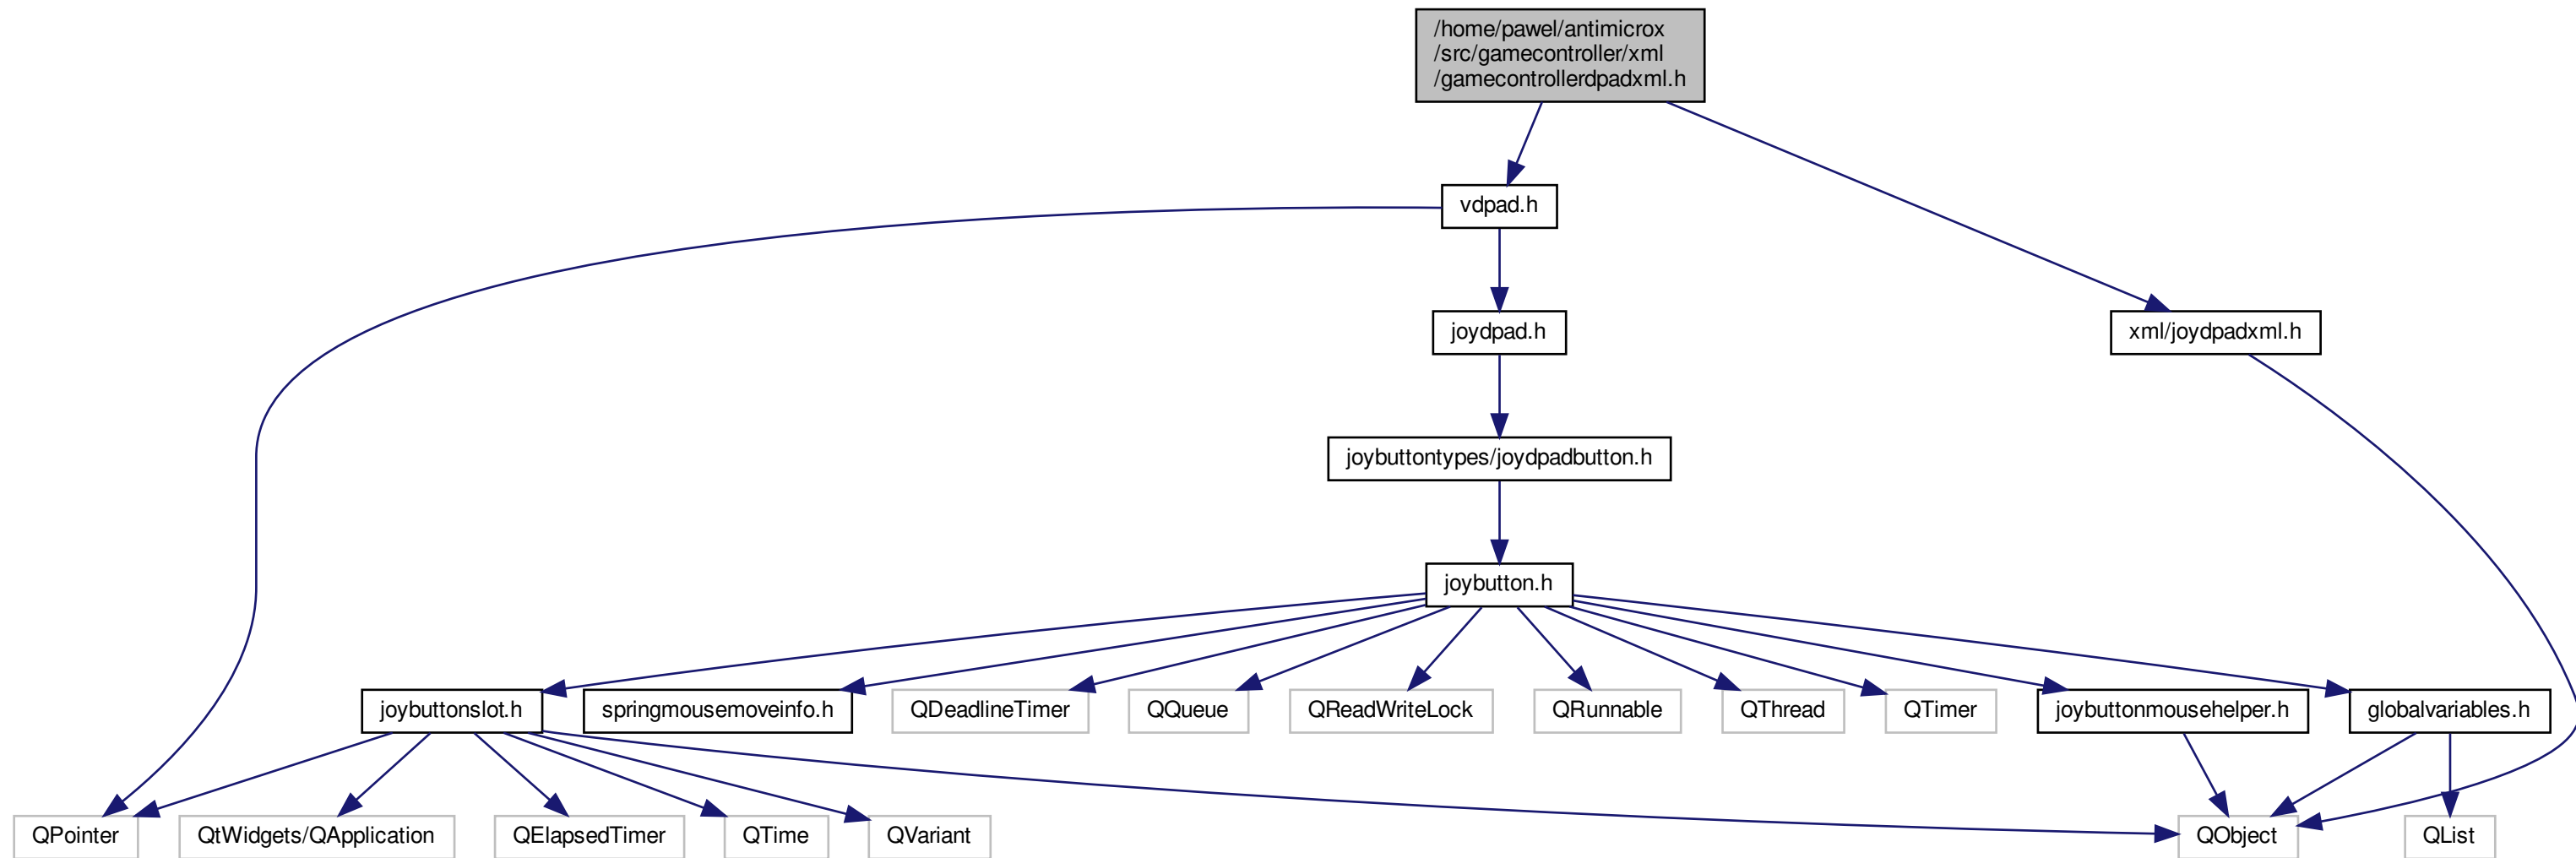 /home/pawel/antimicrox
/src/gamecontroller/xml
/gamecontrollerdpadxml.h
vdpad.h
joydpad.h
xml/joydpadxml.h
joybuttontypes/joydpadbutton.h
joybutton.h
joybuttonslot.h
springmousemoveinfo.h
QDeadlineTimer
QQueue
QReadWriteLock
QRunnable
QThread
QTimer
joybuttonmousehelper.h
globalvariables.h
QPointer
QtWidgets/QApplication
QElapsedTimer
QTime
QVariant
QObject
QList